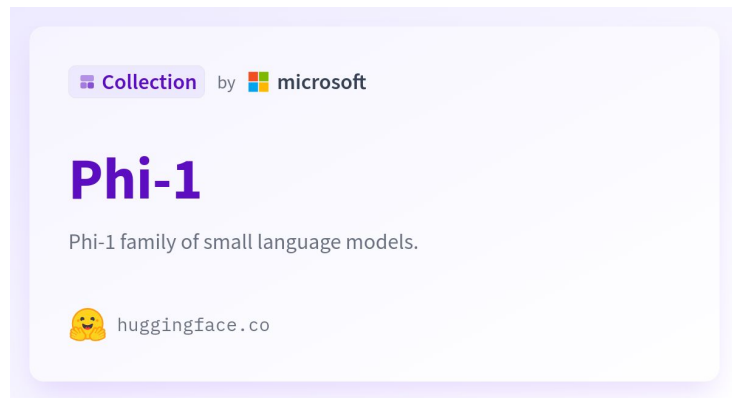 Collection by microsoft
Phi-1
Phi-1 family of small language models.
huggingface.co